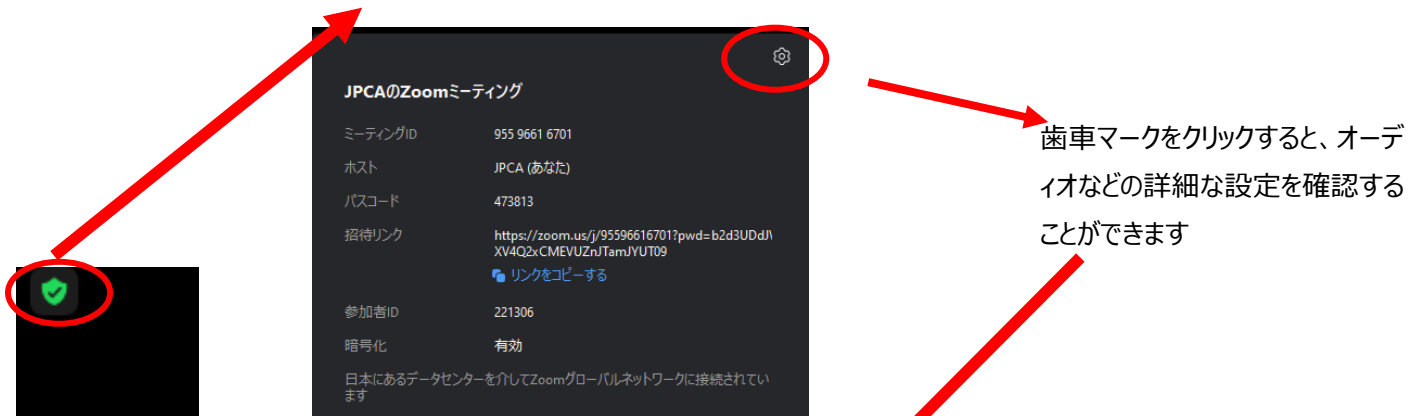 JPCAのZoomミーティング
ミーティングID 955 9661 6701
ホスト JPCA (あなた)
パスコード 473813
招待リンク https://zoom.us/j/95596616701?pwd=b2d3UDdJV
XV4Q2xCMEVUZnJTamJYUT09
リンクをコピーする
参加者ID 221306
暗号化 有効
日本にあるデータセンターを介してZoomグローバルネットワークに接続されてい
ます
歯車マークをクリックすると、オーデ
ィオなどの詳細な設定を確認する
ことができます